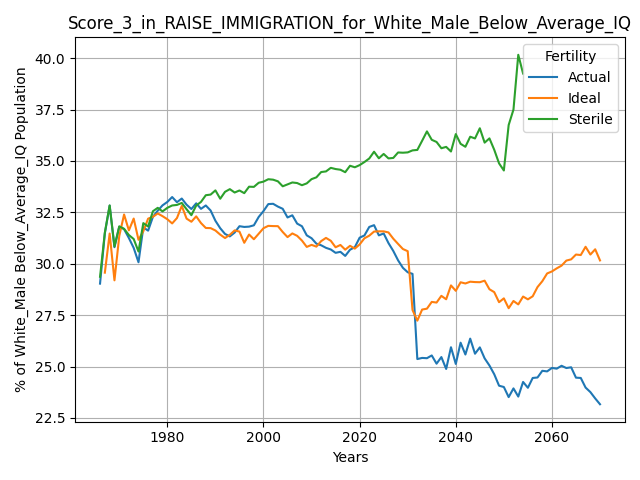 Score_3_in_RAISE_IMMIGRATION_for_White_Male_Below_Average_IQ
% of White_Male Below_Average_IQ Population
40.0
37.5
35.0
32.5
30.0
27.5
25.0
22.5
Fertility
Actual
Ideal
Sterile
1980
2000
2020
2040
2060
Years